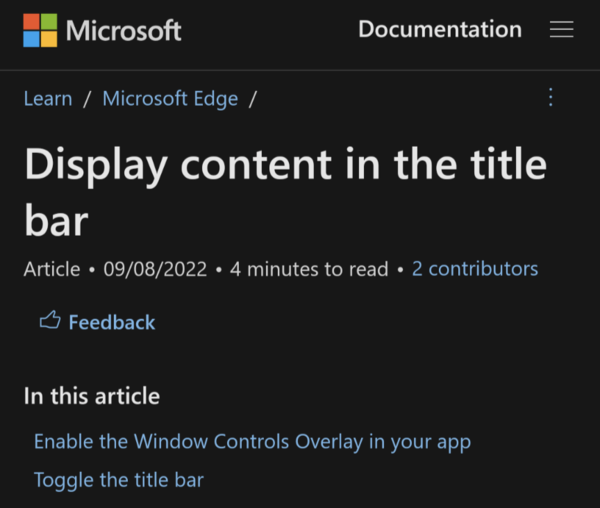 Microsoft
Documentation
Learn / Microsoft Edge /
Display content in the title
bar
Article • 09/08/2022 • 4 minutes to read • 2 contributors
Feedback
In this article
Enable the Window Controls Overlay in your app
Toggle the title bar